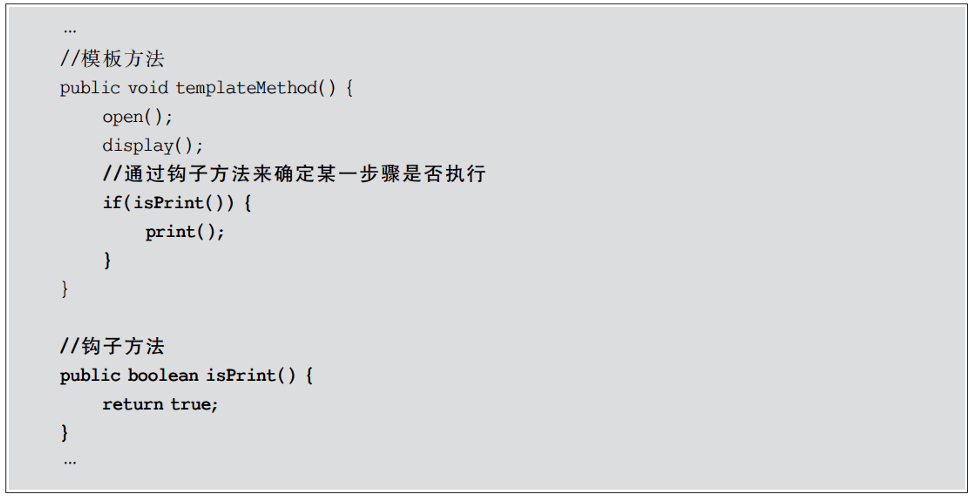 …
//模板方法
public void templateMethod() {
open();
display();
//通过钩子方法来确定某一步骤是否执行
if(isPrint()) {
print();
}
}
//钩子方法
public boolean isPrint() {
return true;
}
…